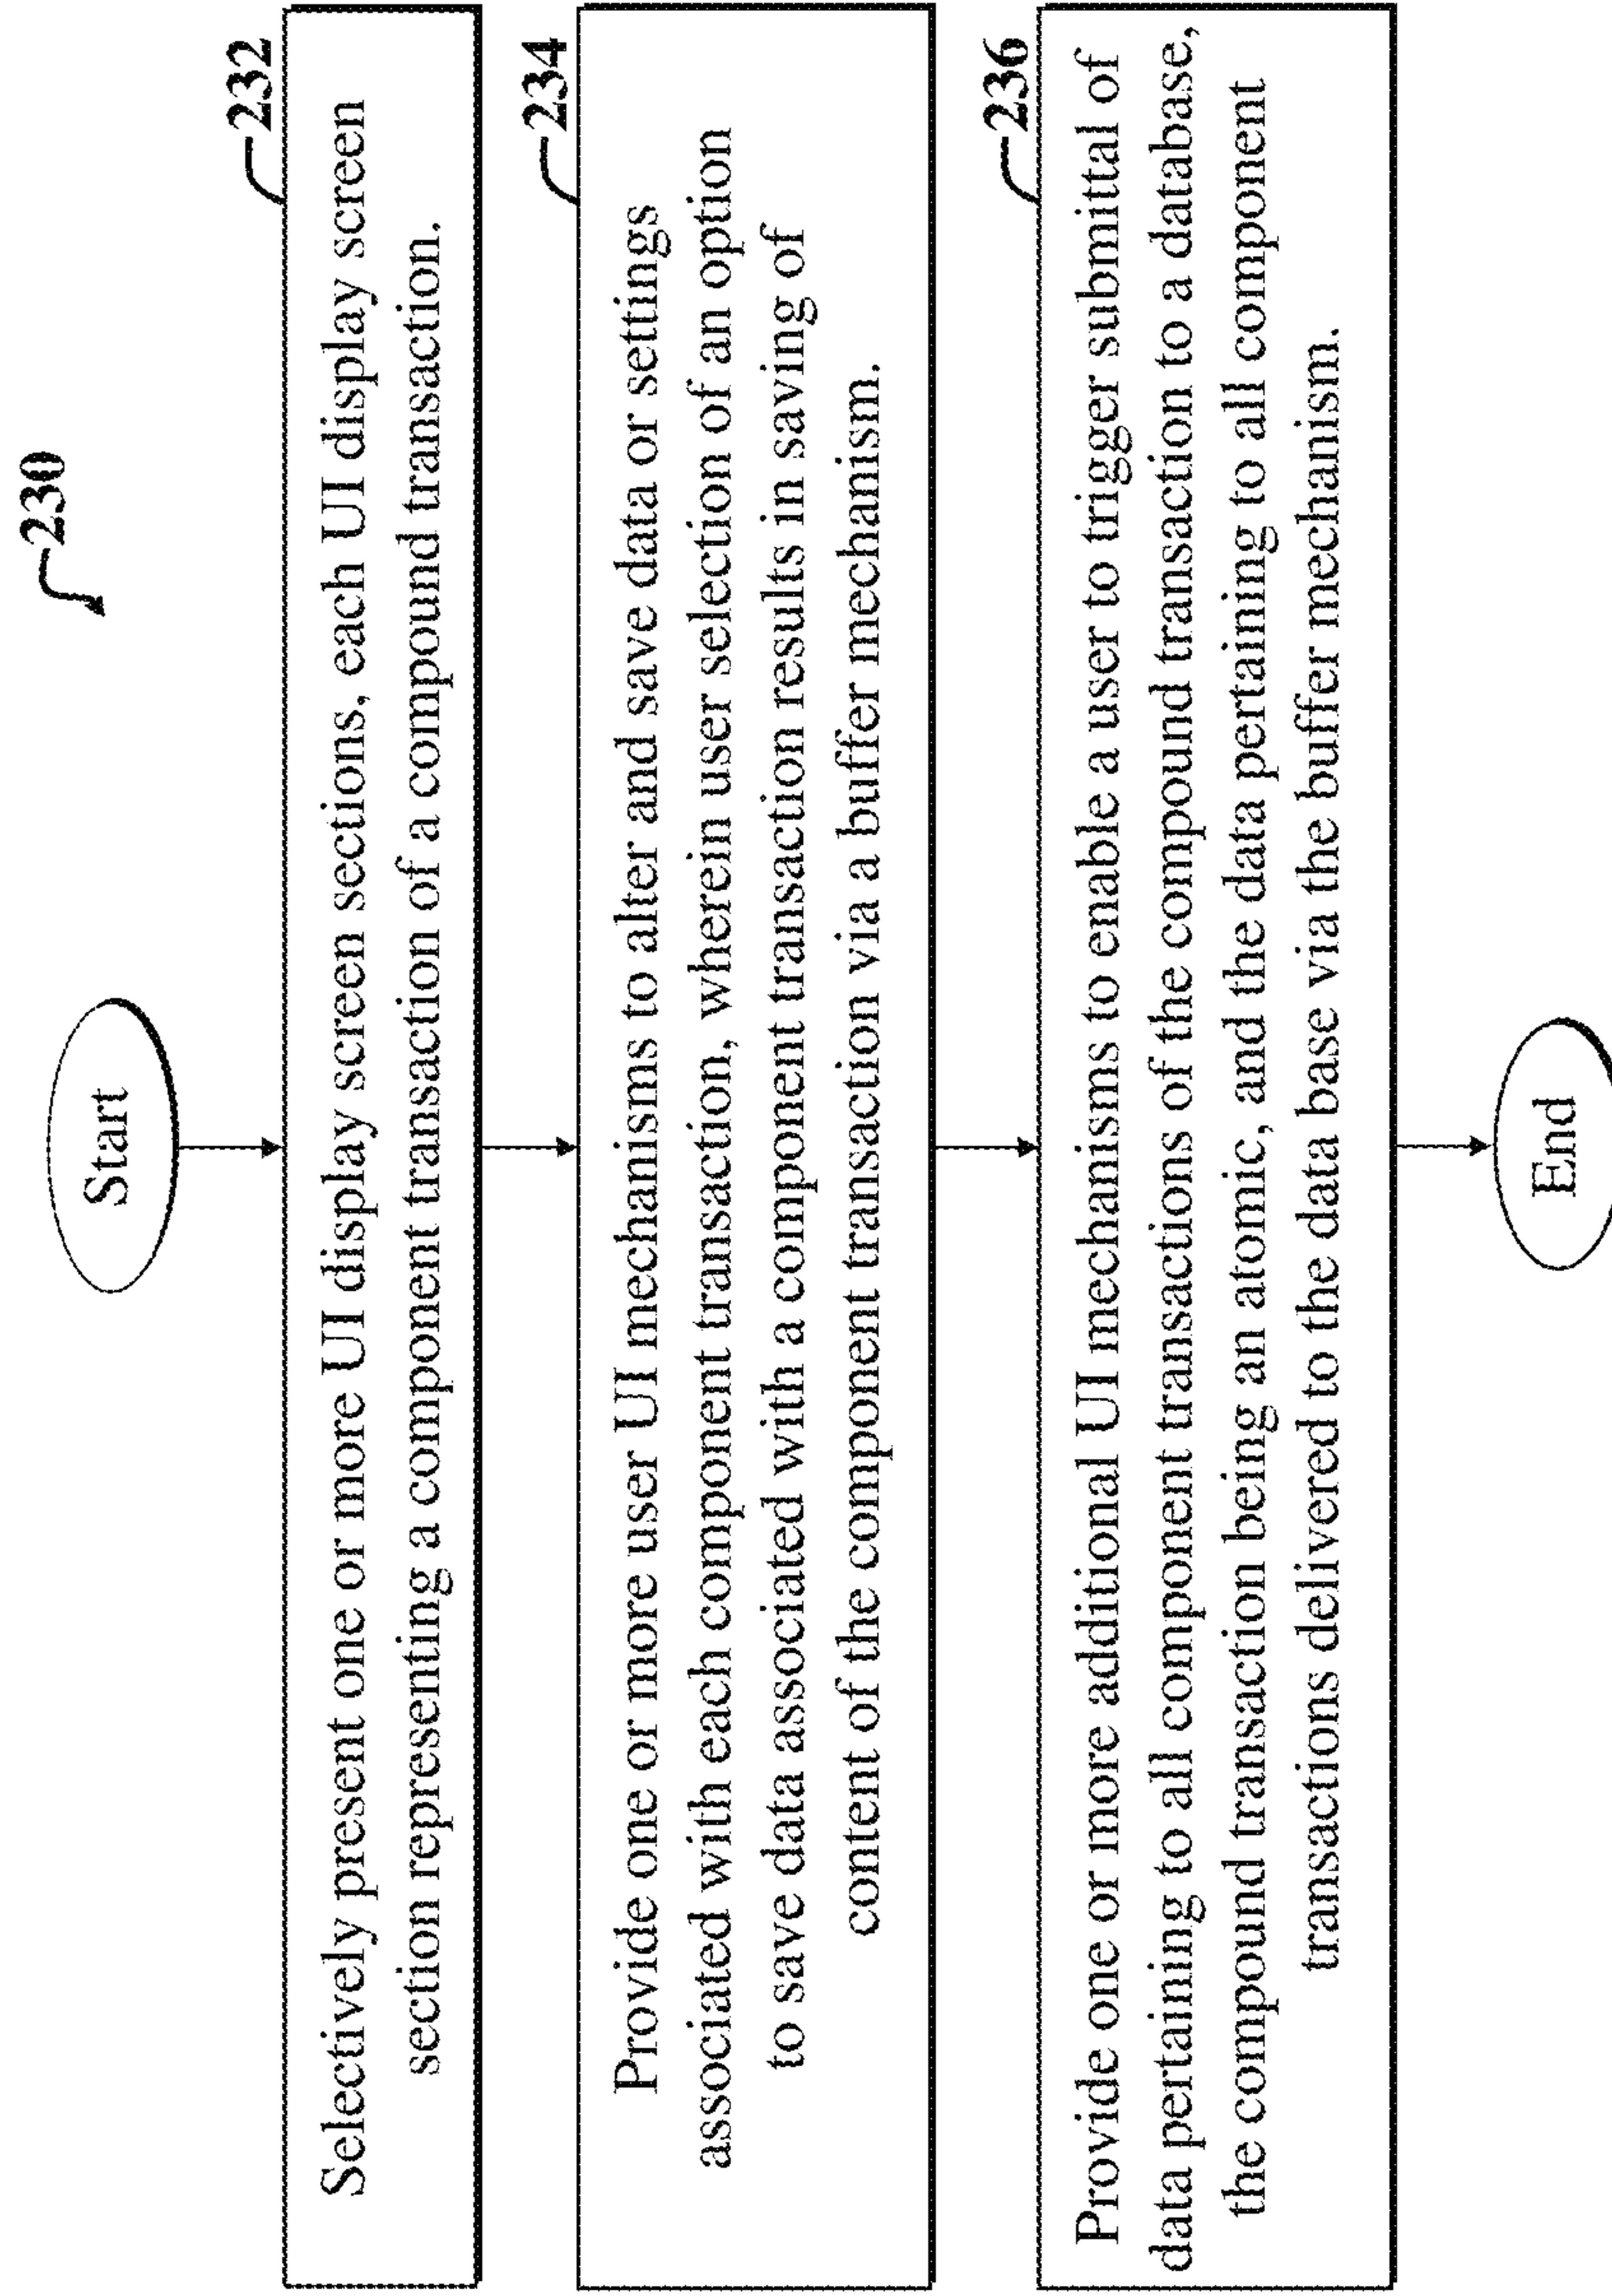 230
Start
232
Selectively present one or more UI display screen sections, each UI display screen
section representing a component transaction of a compound transaction.
234
Provide one or more user UI mechanisms to alter and save data or settings
associated with each component transaction, wherein user selection of an option
to save data associated with a component transaction results in saving of
content of the component transaction via a buffer mechanism.
236
Provide one or more additional UI mechanisms to enable a user to trigger submittal of
data pertaining to all component transactions of the compound transaction to a database,
the compound transaction being an atomic, and the data pertaining to all component
transactions delivered to the data base via the buffer mechanism.
End